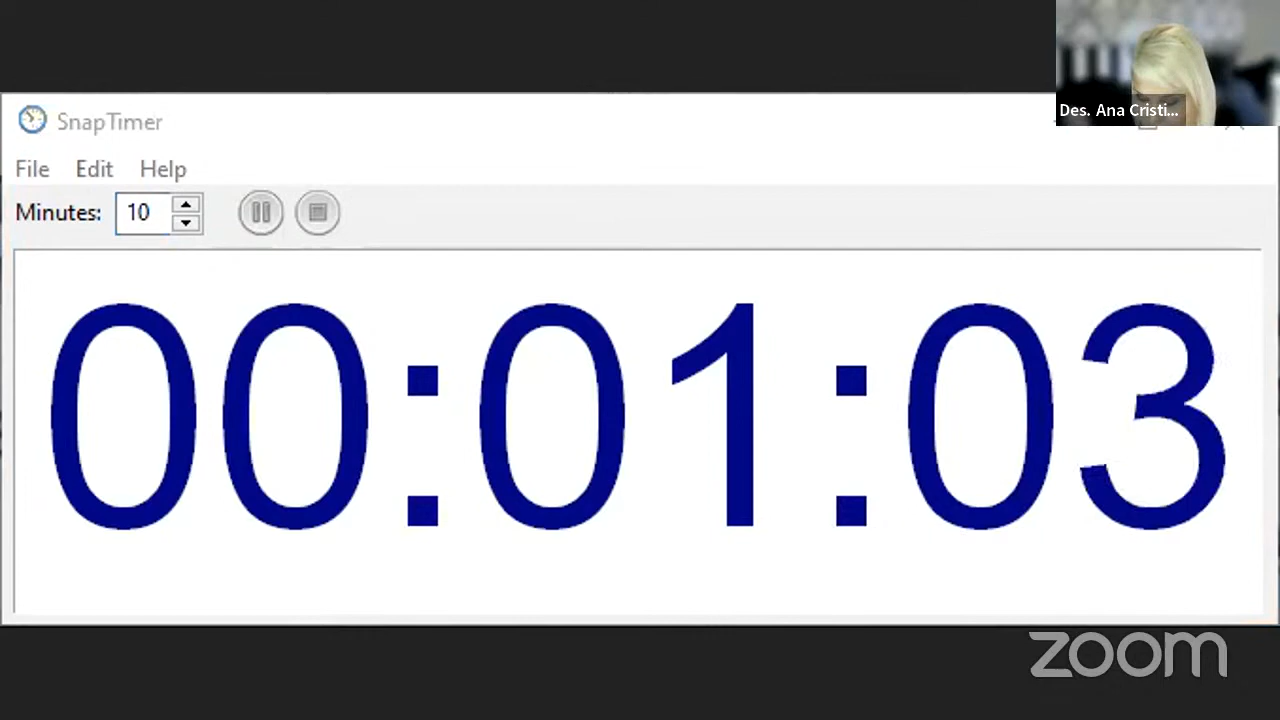 Des. Ana Cristi...
SnapTimer
File Edit Help
Minutes: 10
00:01:03
zoom